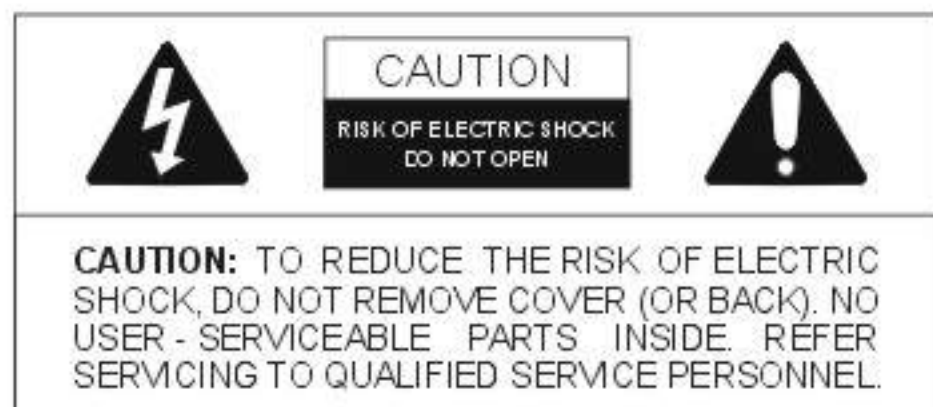 CAUTION
RISK OF ELECTRIC SHOCK
DO NOT OPEN
CAUTION: TO REDUCE THE RISK OF ELECTRIC
SHOCK, DO NOT REMOVE COVER (OR BACK). NO
USER - SERVICEABLE PARTS INSIDE. REFER
SERVICING TO QUALIFIED SERVICE PERSONNEL.